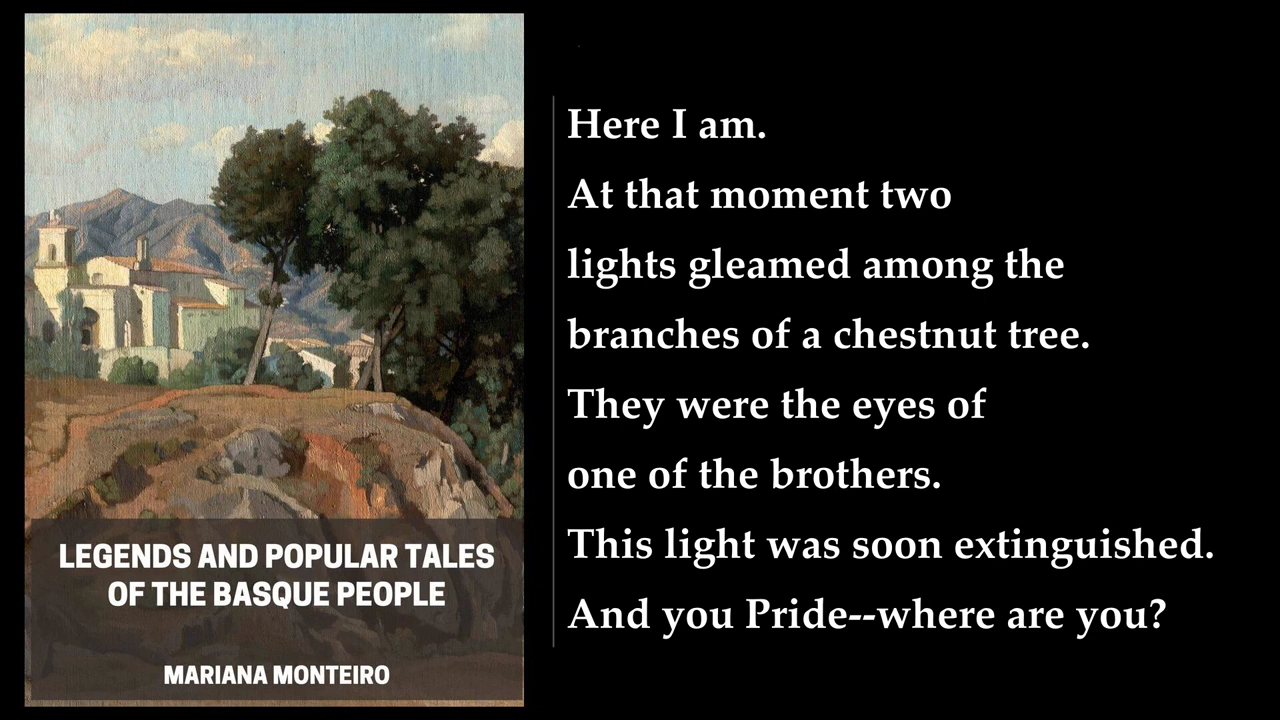 LEGENDS AND POPULAR TALES
OF THE BASQUE PEOPLE
MARIANA MONTEIRO
Here I am.
At that moment two
lights gleamed among the
branches of a chestnut tree.
They were the eyes of
one of the brothers.
This light was soon extinguished.
And you Pride--where are you?